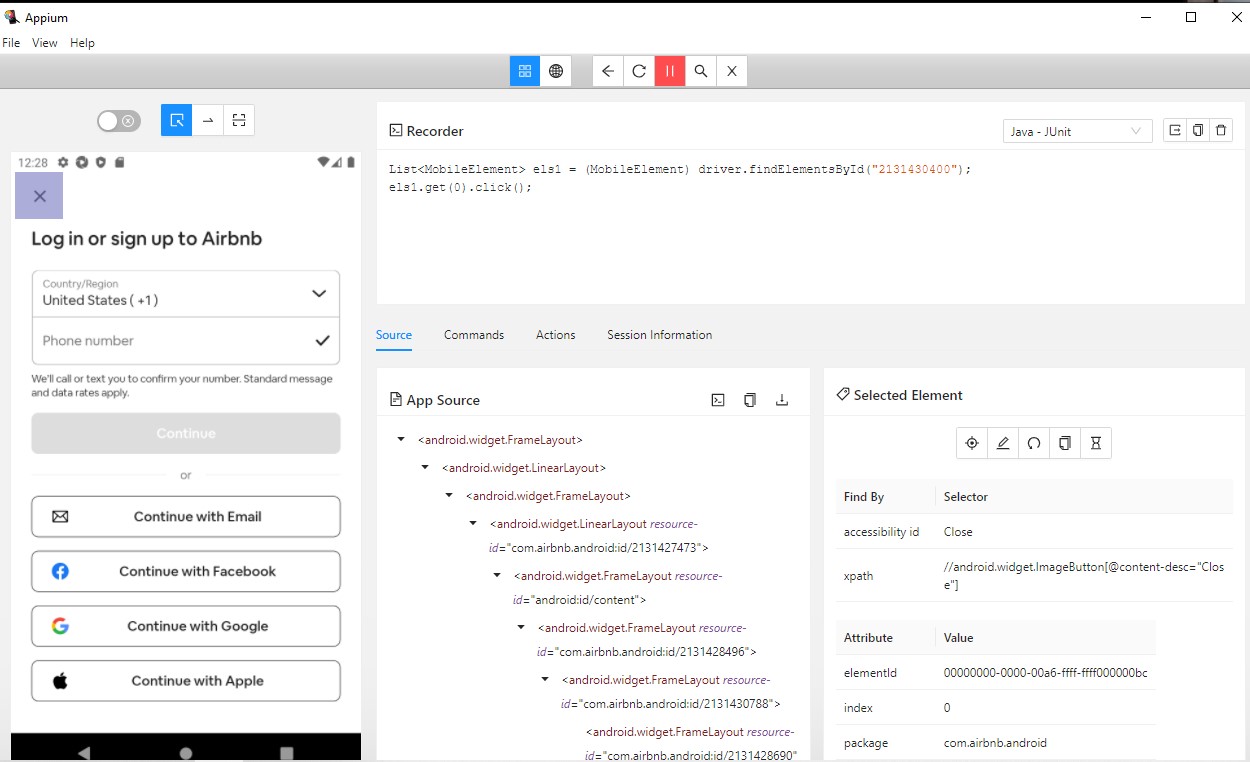 Appium
File View Help
12:28
Log in or sign up to Airbnb
Country/Region
United States ( +1 )
Phone number
We'll call or text you to confirm your number. Standard message
and data rates apply.
Continue
or
Continue with Email
Continue with Facebook
Continue with Google
Continue with Apple
Recorder
Java - JUnit
List<MobileElement> els1 = (MobileElement) driver.findElementsById("2131430400");
els1.get(0).click();
Source Commands Actions Session Information
App Source
<android.widget.FrameLayout>
<android.widget.LinearLayout>
<android.widget.FrameLayout>
<android.widget.LinearLayout resource-
id="com.airbnb.android:id/2131427473">
<android.widget.FrameLayout resource-
id="android:id/content">
<android.widget.FrameLayout resource-
id="com.airbnb.android:id/2131428496">
<android.widget.FrameLayout resource-
id="com.airbnb.android:id/2131430788">
<android.widget.FrameLayout resource-
id="com.airbnb.android:id/2131428690"
Selected Element
Find By Selector
accessibility id Close
xpath //android.widget.ImageButton[@content-desc="Clos
e"]
Attribute Value
elementId 00000000-0000-00a6-ffff-ffff000000bc
index 0
package com.airbnb.android